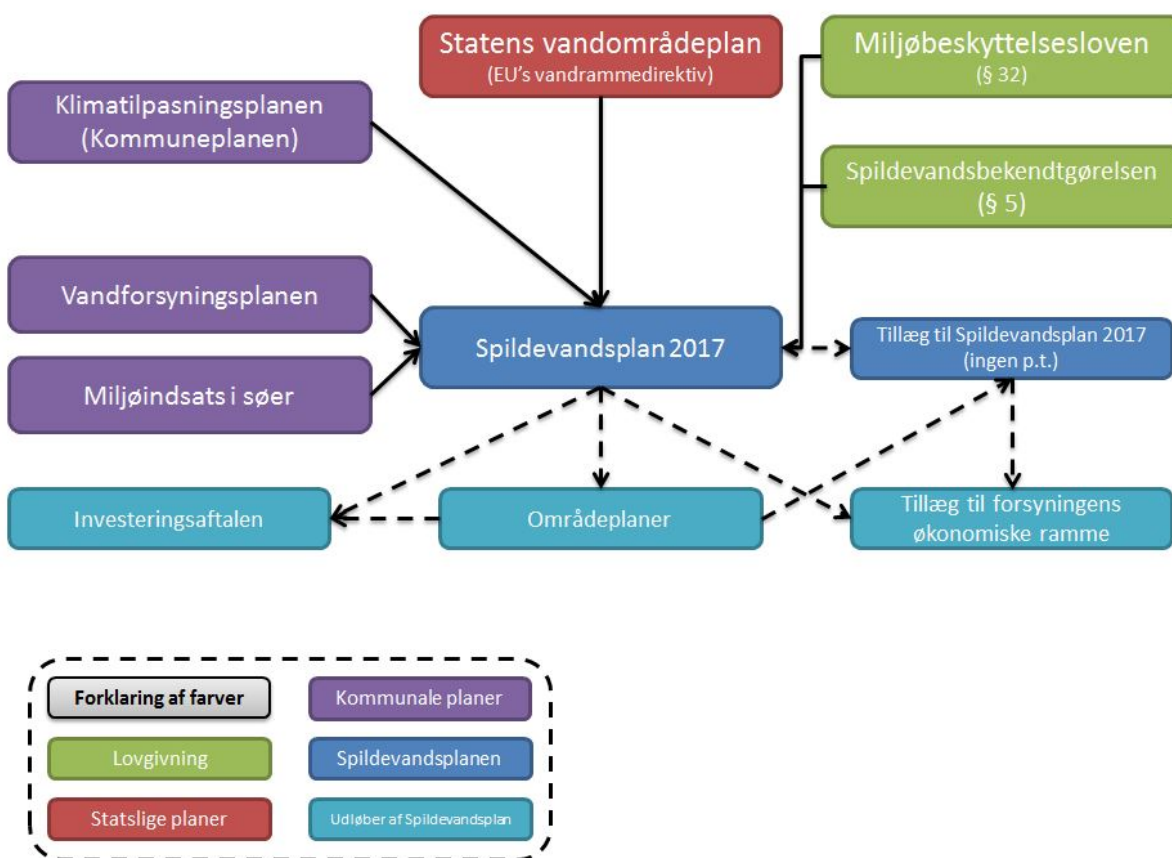 Statens vandområdeplan
(EU's vandrammedirektiv)
Miljøbeskyttelsesloven
(§ 32)
Klimatilpasningsplanen
(Kommuneplanen)
Spildevandsbekendtgørelsen
(§ 5)
Vandforsyningsplanen
Spildevandsplan 2017
Tillæg til Spildevandsplan 2017
(ingen p.t.)
Miljøindsats i søer
Investeringsaftalen
Områdeplaner
Tillæg til forsyningens
økonomiske ramme
Forklaring af farver
Kommunale planer
Lovgivning
Spildevandsplanen
Statslige planer
Udløber af Spildevandsplan